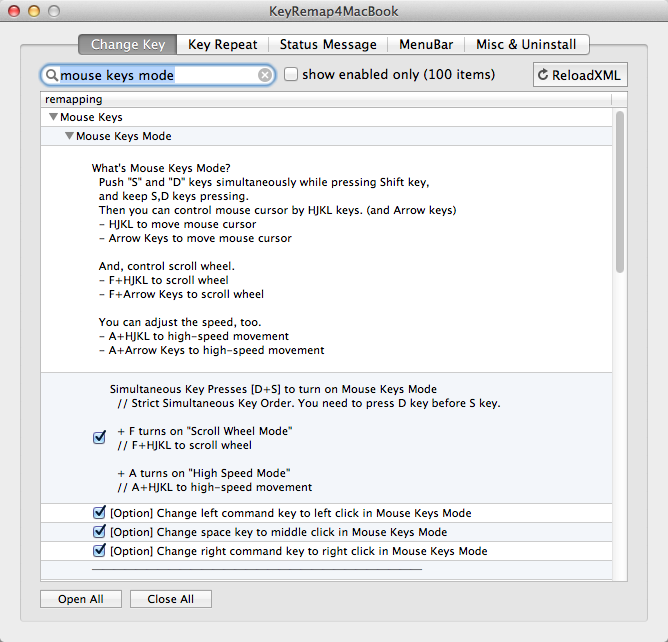 KeyRemap4MacBook
Change Key Key Repeat Status Message MenuBar Misc & Uninstall
mouse keys mode show enabled only (100 items) ReloadXML
remapping
Mouse Keys
Mouse Keys Mode
What's Mouse Keys Mode?
Push "S" and "D" keys simultaneously while pressing Shift key,
and keep S,D keys pressing.
Then you can control mouse cursor by HJKL keys. (and Arrow keys)
- HJKL to move mouse cursor
- Arrow Keys to move mouse cursor
And, control scroll wheel.
- F+HJKL to scroll wheel
- F+Arrow Keys to scroll wheel
You can adjust the speed, too.
- A+HJKL to high-speed movement
- A+Arrow Keys to high-speed movement
Simultaneous Key Presses [D+S] to turn on Mouse Keys Mode
// Strict Simultaneous Key Order. You need to press D key before S key.
+ F turns on "Scroll Wheel Mode"
// F+HJKL to scroll wheel
+ A turns on "High Speed Mode"
// A+HJKL to high-speed movement
[Option] Change left command key to left click in Mouse Keys Mode
[Option] Change space key to middle click in Mouse Keys Mode
[Option] Change right command key to right click in Mouse Keys Mode
Open All Close All